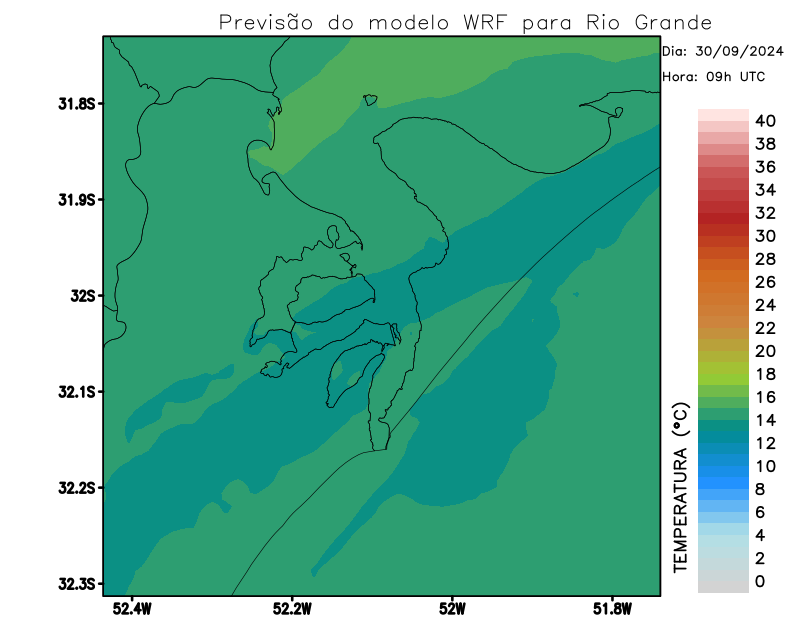 Previsão do modelo WRF para Rio Grande
Dia: 30/09/2024
Hora: 09h UTC
31.8S
31.9S
32S
32.1S
32.2S
32.3S
52.4W
52.2W
52W
51.8W
40
38
36
34
32
30
28
26
24
22
20
18
16
14
12
10
8
6
4
2
0
TEMPERATURA (°C)